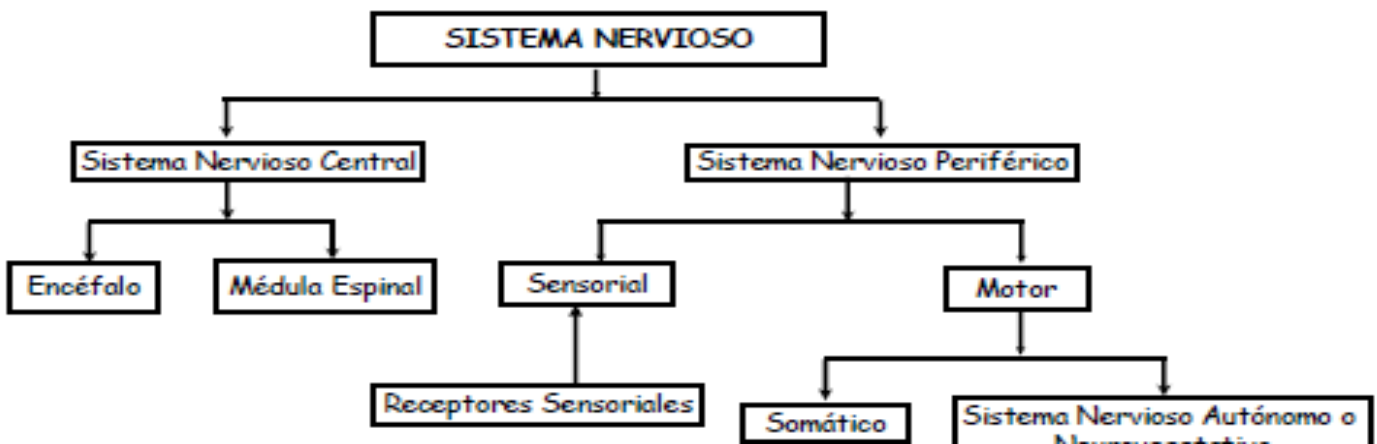 SISTEMA NERVIOSO
Sistema Nervioso Central
Sistema Nervioso Periférico
Encéfalo
Médula Espinal
Sensorial
Motor
Receptores Sensoriales
Somático
Sistema Nervioso Autónomo o